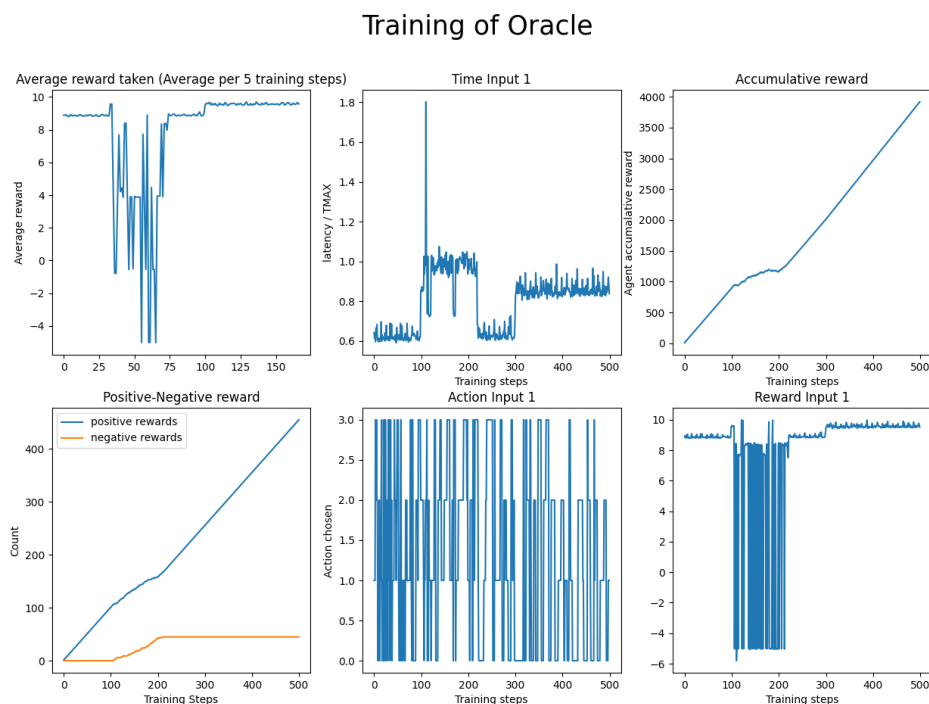 Training of Oracle
Average reward taken (Average per 5 training steps)
Average reward
10
8
6
4
2
0
−2
−4
0 25 50 75 100 125 150
Time Input 1
latency / TMAX
1.8
1.6
1.4
1.2
1.0
0.8
0.6
0 100 200 300 400 500
Training steps
Accumulative reward
Agent accumalative reward
4000
3500
3000
2500
2000
1500
1000
500
0
0 100 200 300 400 500
Training steps
Positive-Negative reward
positive rewards
negative rewards
Count
400
300
200
100
0
0 100 200 300 400 500
Training Steps
Action Input 1
Action chosen
3.0
2.5
2.0
1.5
1.0
0.5
0.0
0 100 200 300 400 500
Training steps
Reward Input 1
10
8
6
4
2
0
−2
−4
−6
0 100 200 300 400 500
Training steps